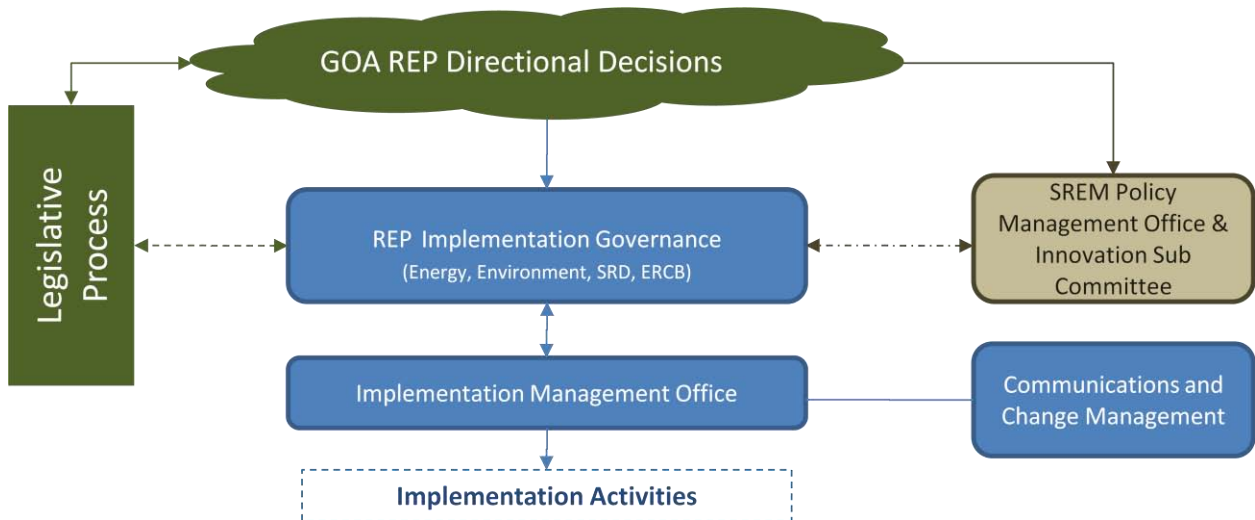 GOA REP Directional Decisions
Legislative
Process
REP Implementation Governance
(Energy, Environment, SRD, ERCB)
SREM Policy
Management Office &
Innovation Sub
Committee
Implementation Management Office
Communications and
Change Management
Implementation Activities